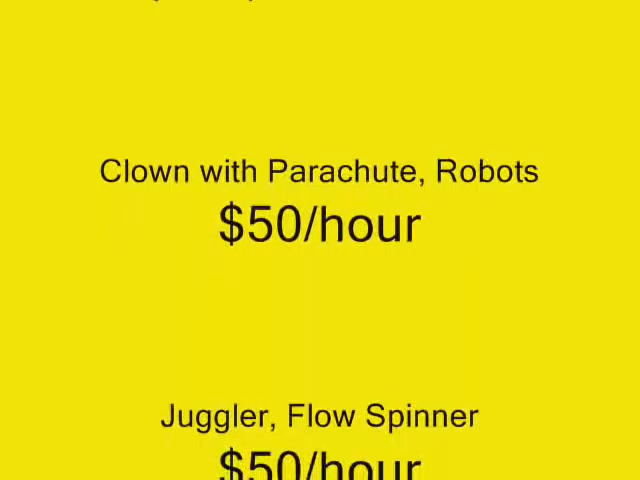 Clown with Parachute, Robots
$50/hour
Juggler, Flow Spinner
$50/hour